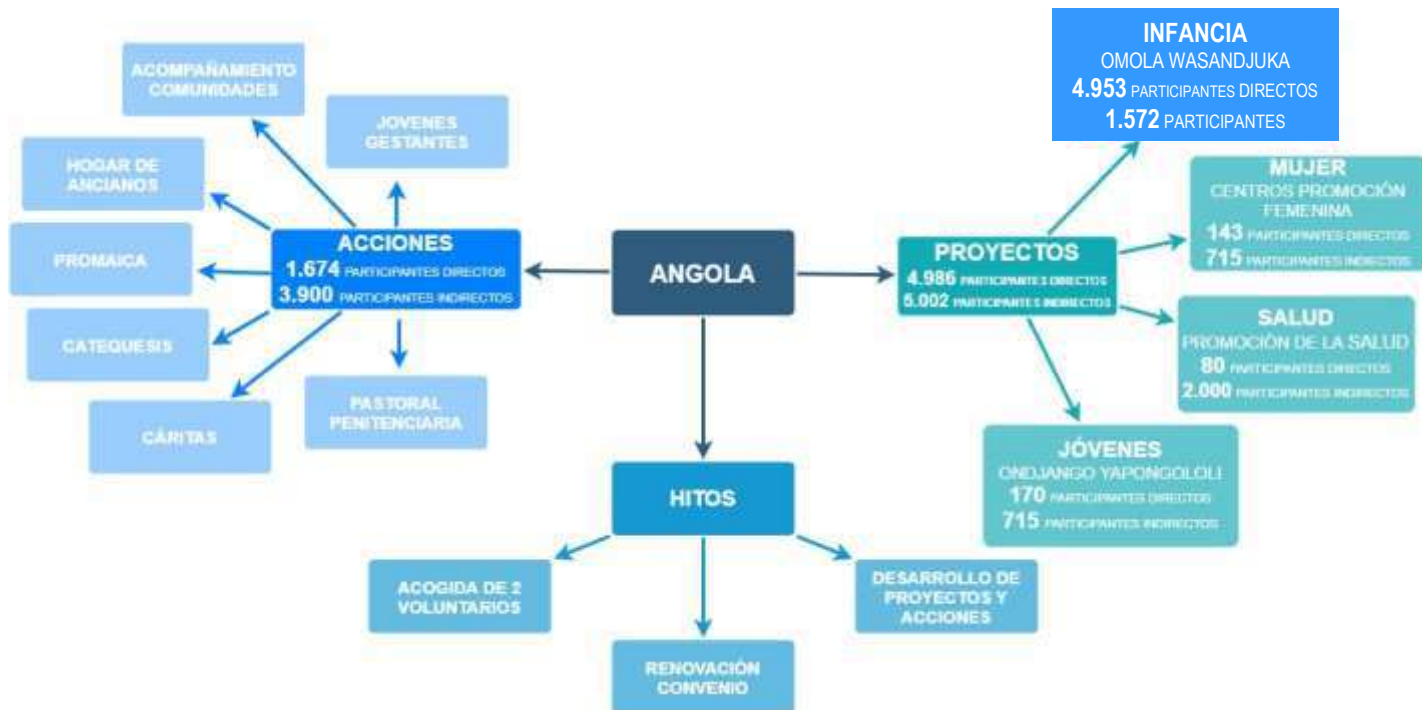 INFANCIA
OMOLA WASANDJUKA
4.953 PARTICIPANTES DIRECTOS
1.572 PARTICIPANTES
ACOMPAÑAMIENTO
COMUNIDADES
JOVENES
GESTANTES
HOGAR DE
ANCIANOS
PROMAICA
CATEQUESIS
CÁRITAS
PASTORAL
PENITENCIARIA
ACCIONES
1.674 PARTICIPANTES DIRECTOS
3.900 PARTICIPANTES INDIRECTOS
ANGOLA
PROYECTOS
4.986 PARTICIPANTES DIRECTOS
5.002 PARTICIPANTES INDIRECTOS
MUJER
CENTROS PROMOCIÓN
FEMENINA
143 PARTICIPANTES DIRECTOS
715 PARTICIPANTES INDIRECTOS
SALUD
PROMOCIÓN DE LA SALUD
80 PARTICIPANTES DIRECTOS
2.000 PARTICIPANTES INDIRECTOS
JÓVENES
ONDJANGO YAPONGOLOLI
170 PARTICIPANTES DIRECTOS
715 PARTICIPANTES INDIRECTOS
HITOS
ACOGIDA DE 2
VOLUNTARIOS
RENOVACIÓN
CONVENIO
DESARROLLO DE
PROYECTOS Y
ACCIONES